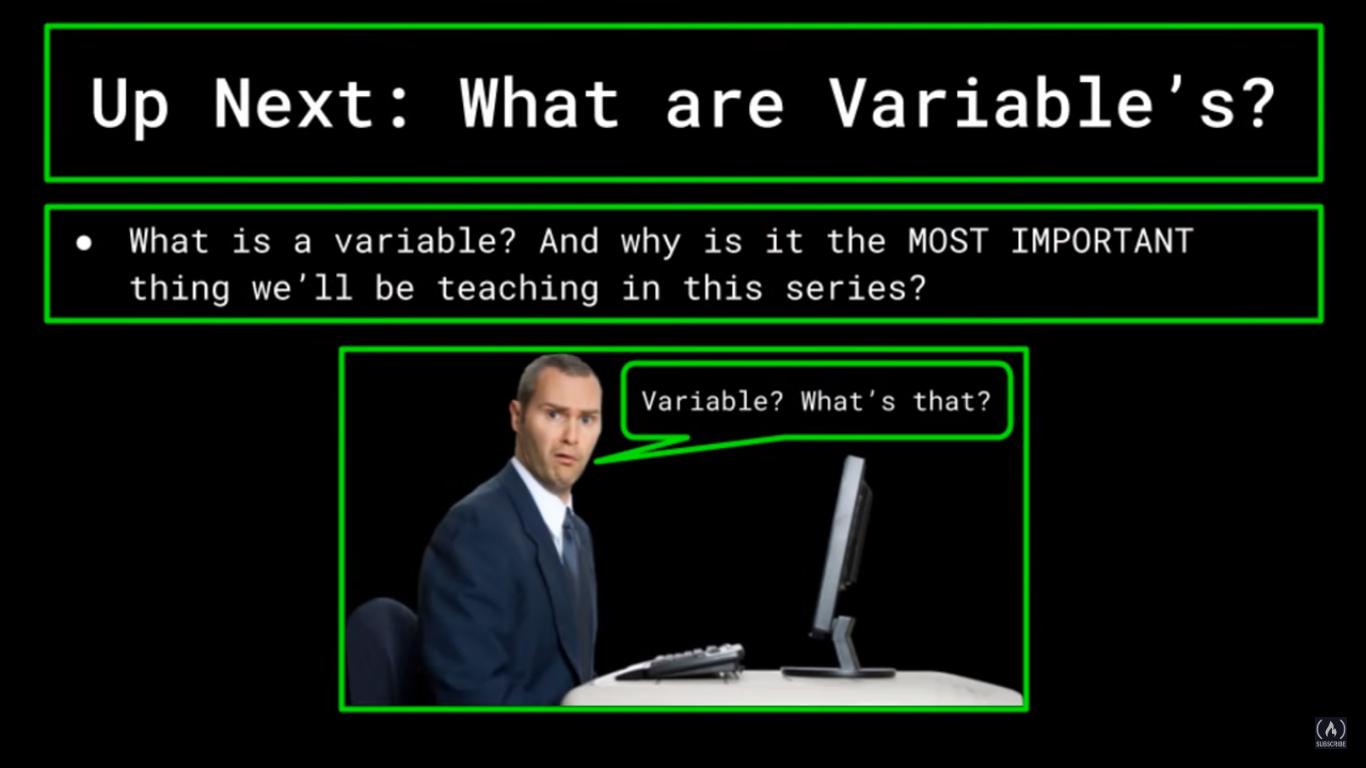 Up Next: What are Variable’s?
● What is a variable? And why is it the MOST IMPORTANT
thing we’ll be teaching in this series?
Variable? What’s that?
SUBSCRIBE